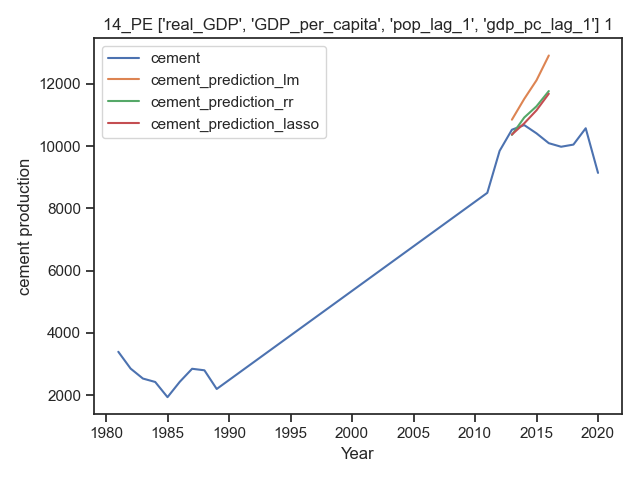 14_PE ['real_GDP', 'GDP_per_capita', 'pop_lag_1', 'gdp_pc_lag_1'] 1
cement
cement_prediction_lm
cement_prediction_rr
cement_prediction_lasso
cement production
12000
10000
8000
6000
4000
2000
1980 1985 1990 1995 2000 2005 2010 2015 2020
Year